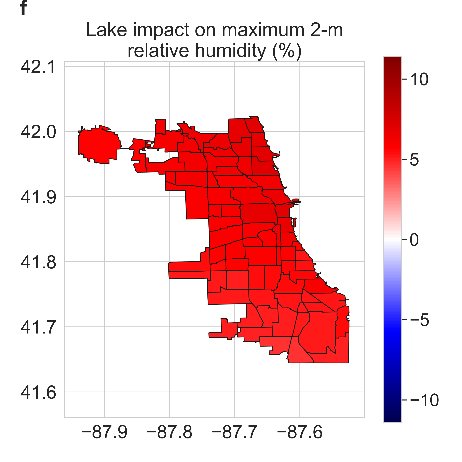 f
Lake impact on maximum 2-m
relative humidity (%)
42.1
42.0
41.9
41.8
41.7
41.6
−87.9 −87.8 −87.7 −87.6
10
5
0
−5
−10